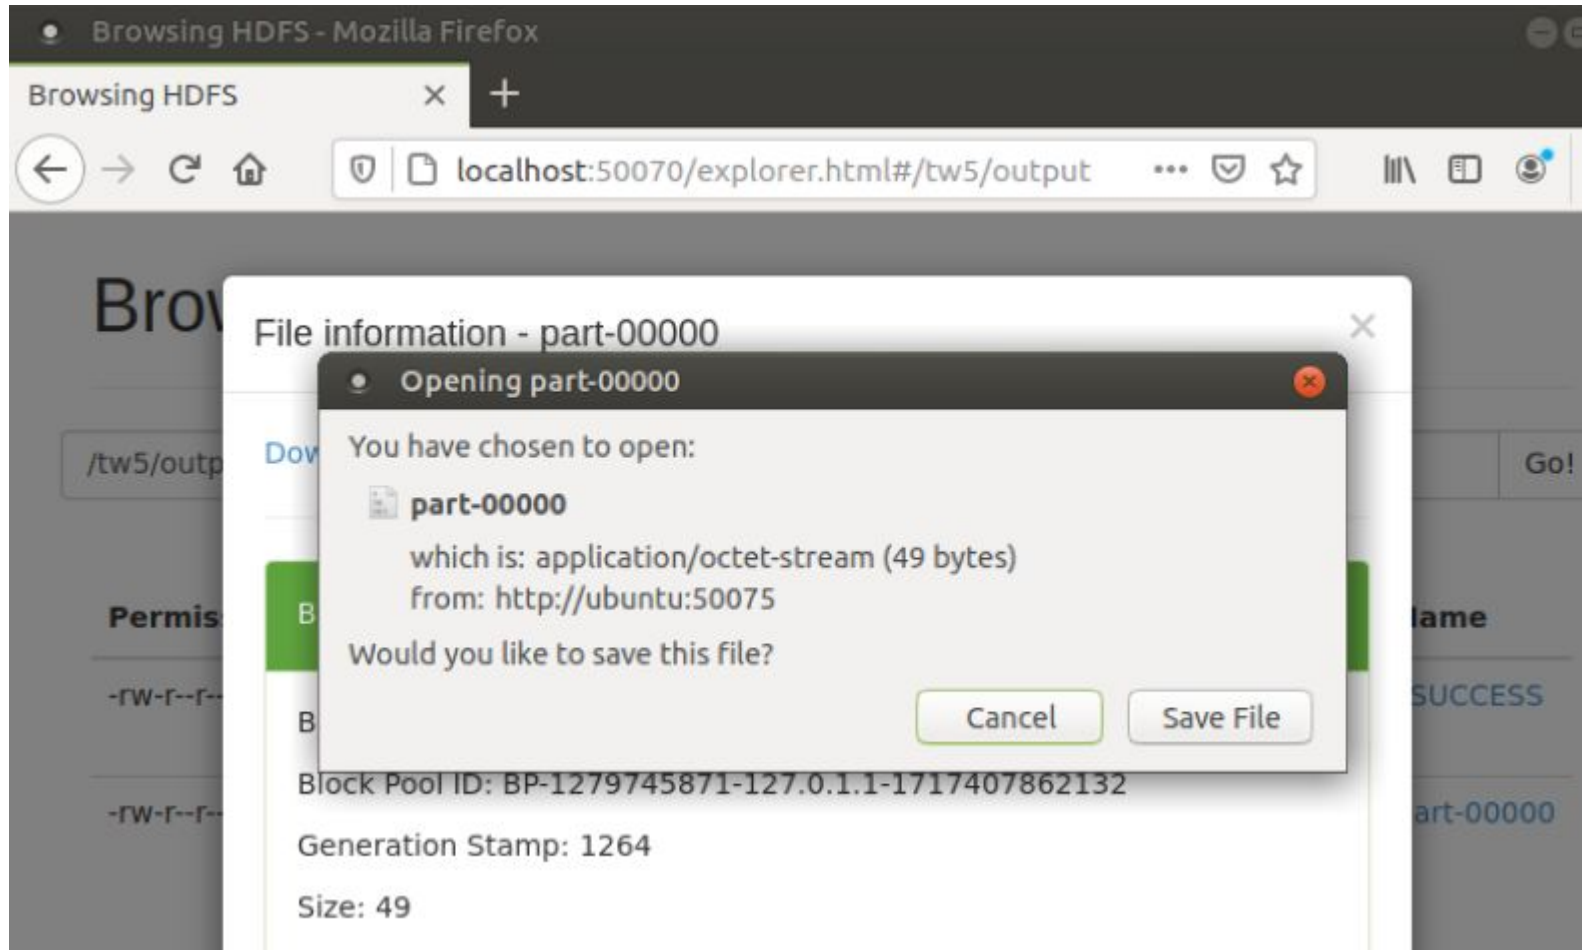 Browsing HDFS - Mozilla Firefox
Browsing HDFS
localhost:50070/explorer.html#/tw5/output
File information - part-00000
Opening part-00000
You have chosen to open:
/tw5/outp
Go!
part-00000
which is: application/octet-stream (49 bytes)
from: http://ubuntu:50075
Permis
B
ame
Would you like to save this file?
-rw-r--r--
SUCCESS
B
Cancel
Save File
Block Pool ID: BP-1279745871-127.0.1.1-1717407862132
-rw-r--r--
art-00000
Generation Stamp: 1264
Size: 49